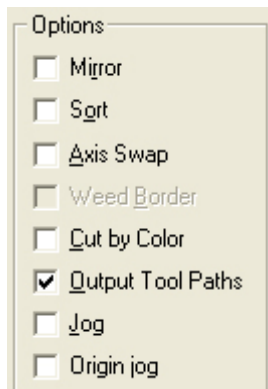 Options
Mirror
Sort
Axis Swap
Weed Border
Cut by Color
Output Tool Paths
Jog
Origin jog